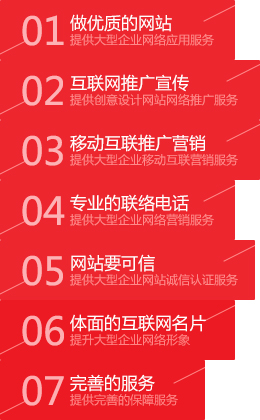 01 做优质的网站
提供大型企业网络应用服务
02 互联网推广宣传
提供创意设计网站网络推广服务
03 移动互联推广营销
提供大型企业移动互联营销服务
04 专业的联络电话
提供大型企业网络营销服务
05 网站要可信
提供大型企业网站诚信认证服务
06 体面的互联网名片
提升大型企业网络形象
07 完善的服务
提供完善的保障服务